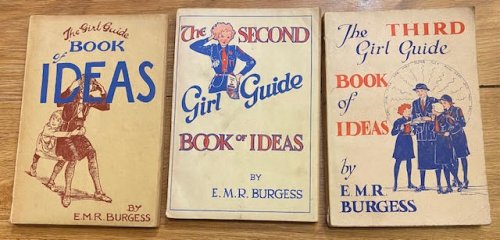 The Girl Guide
BOOK
of
IDEAS
BY
E.M.R. BURGESS
The SECOND
Girl Guide
BOOK OF IDEAS
BY
E. M. R. BURGESS
The THIRD
Girl Guide
BOOK
of
IDEAS
by
E.M.R.
BURGESS